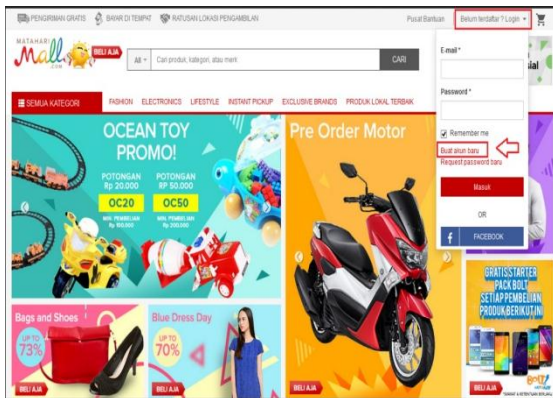 PENGIRIMAN GRATIS BAYAR DI TEMPAT RATUSAN LOKASI PENGAMBILAN Pusat Bantuan Belum terdaftar ? Login
MATAHARI
Mall
.COM
BELI AJA
All Cari produk, kategori, atau merk CARI
SEMUA KATEGORI FASHION ELECTRONICS LIFESTYLE INSTANT PICKUP EXCLUSIVE BRANDS PRODUK LOKAL TERBAIK
E-mail *
Password *
Remember me
Buat akun baru
Request password baru
Masuk
OR
FACEBOOK
sial
OCEAN TOY
PROMO!
POTONGAN POTONGAN
Rp 20.000 RP 50.000
OC20 OC50
MIN. PEMBELIAN MIN. PEMBELIAN
Rp 100.000 Rp 200.000
Pre Order Motor
BELI AJA
Bags and Shoes
UP TO
73%
BELI AJA
Blue Dress Day
UP TO
70%
BELI AJA
GRATIS STARTER
PACK BOLT
SETIAP PEMBELIAN
PRODUK BERIKUT INI
BELI AJA